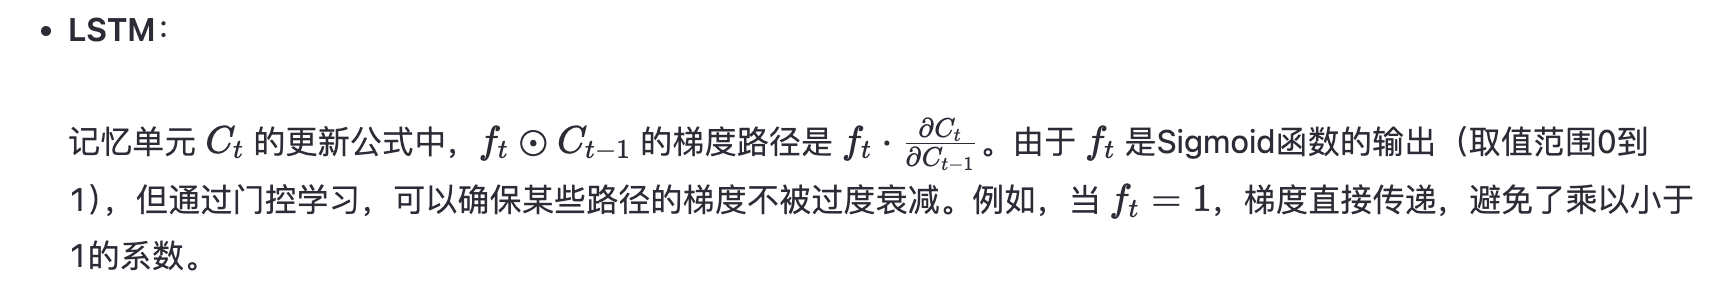 • LSTM：
记忆单元 $C_t$ 的更新公式中，$f_t \odot C_{t-1}$ 的梯度路径是 $f_t \cdot \frac{\partial C_t}{\partial C_{t-1}}$。由于 $f_t$ 是Sigmoid函数的输出（取值范围0到
1），但通过门控学习，可以确保某些路径的梯度不被过度衰减。例如，当 $f_t = 1$，梯度直接传递，避免了乘以小于
1的系数。